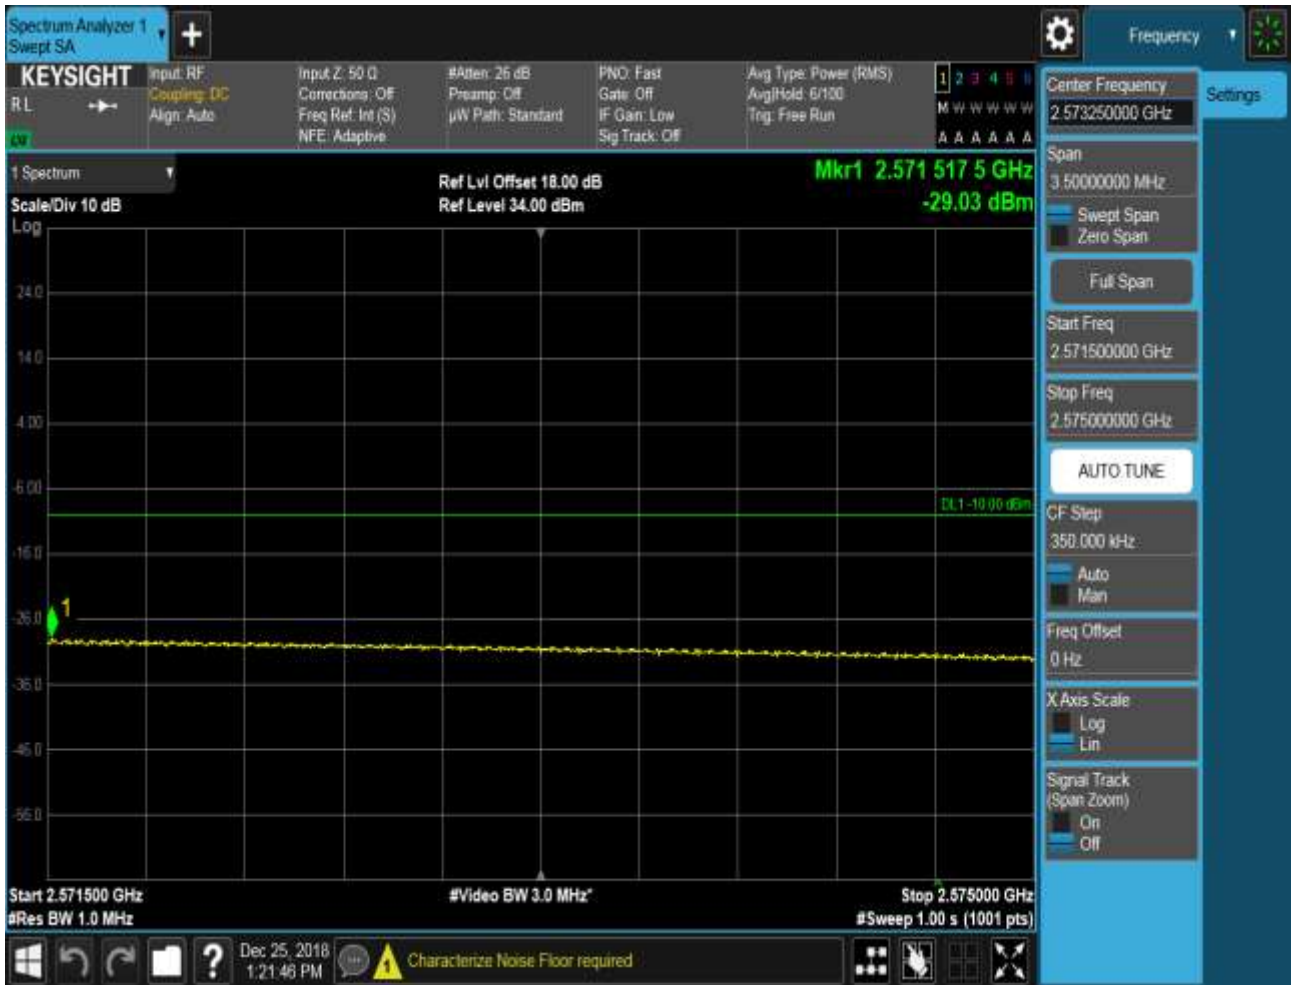 Spectrum Analyzer 1
Swept SA
+
Frequency
KEYSIGHT
RL
Input: RF
Coupling: DC
Align: Auto
Input Z: 50 Ω
Corrections: Off
Freq Ref: Int (S)
NFE: Adaptive
#Atten: 26 dB
Preamp: Off
µW Path: Standard
PNO: Fast
Gate: Off
IF Gain: Low
Sig Track: Off
Avg Type: Power (RMS)
Avg|Hold: 6/100
Trig: Free Run
1 2 3 4 5 6
M W W W W W
A A A A A A
1 Spectrum
Scale/Div 10 dB
Log
Ref Lvl Offset 18.00 dB
Ref Level 34.00 dBm
Mkr1 2.571 517 5 GHz
-29.03 dBm
24.0
14.0
4.00
-6.00
-16.0
-26.0
-36.0
-46.0
-56.0
DL1 -10.00 dBm
1
Start 2.571500 GHz
#Res BW 1.0 MHz
#Video BW 3.0 MHz*
Stop 2.575000 GHz
#Sweep 1.00 s (1001 pts)
Settings
Center Frequency
2.573250000 GHz
Span
3.50000000 MHz
Swept Span
Zero Span
Full Span
Start Freq
2.571500000 GHz
Stop Freq
2.575000000 GHz
AUTO TUNE
CF Step
350.000 kHz
Auto
Man
Freq Offset
0 Hz
X Axis Scale
Log
Lin
Signal Track
(Span Zoom)
On
Off
?
Dec 25, 2018
1:21:46 PM
1
Characterize Noise Floor required